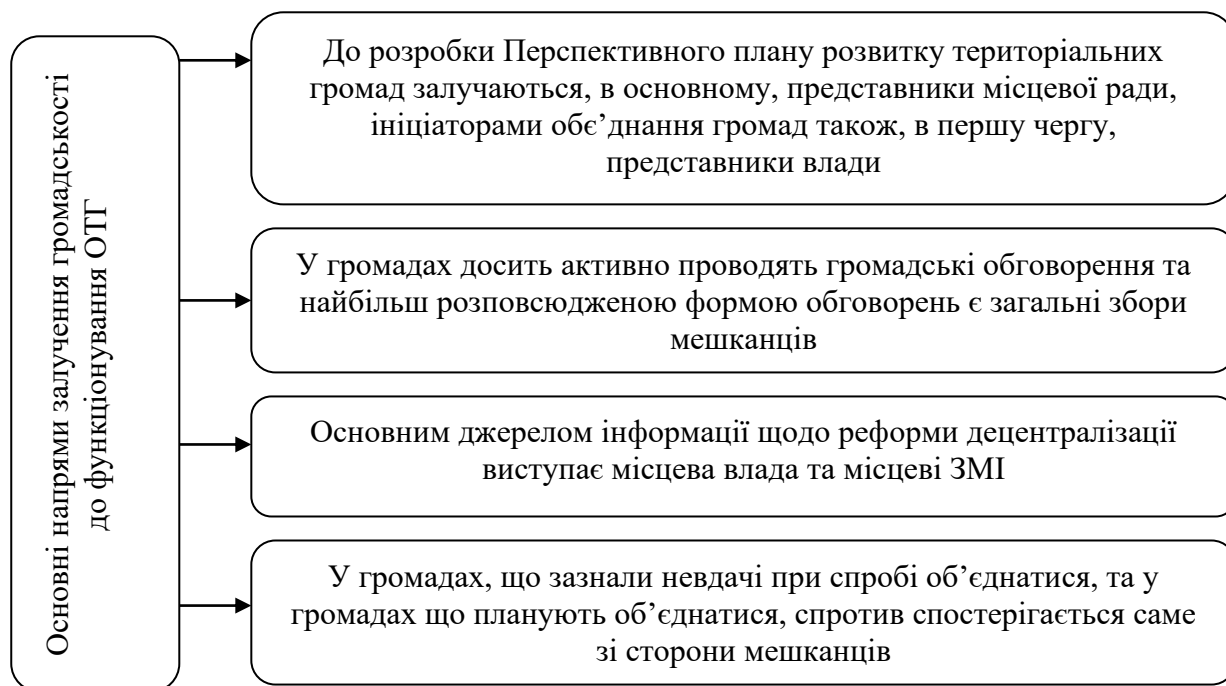 Основні напрями залучення громадськості
до функціонування ОТГ
До розробки Перспективного плану розвитку територіальних
громад залучаються, в основному, представники місцевої ради,
ініціаторами обє’днання громад також, в першу чергу,
представники влади
У громадах досить активно проводять громадські обговорення та
найбільш розповсюдженою формою обговорень є загальні збори
мешканців
Основним джерелом інформації щодо реформи децентралізації
виступає місцева влада та місцеві ЗМІ
У громадах, що зазнали невдачі при спробі об’єднатися, та у
громадах що планують об’єднатися, спротив спостерігається саме
зі сторони мешканців